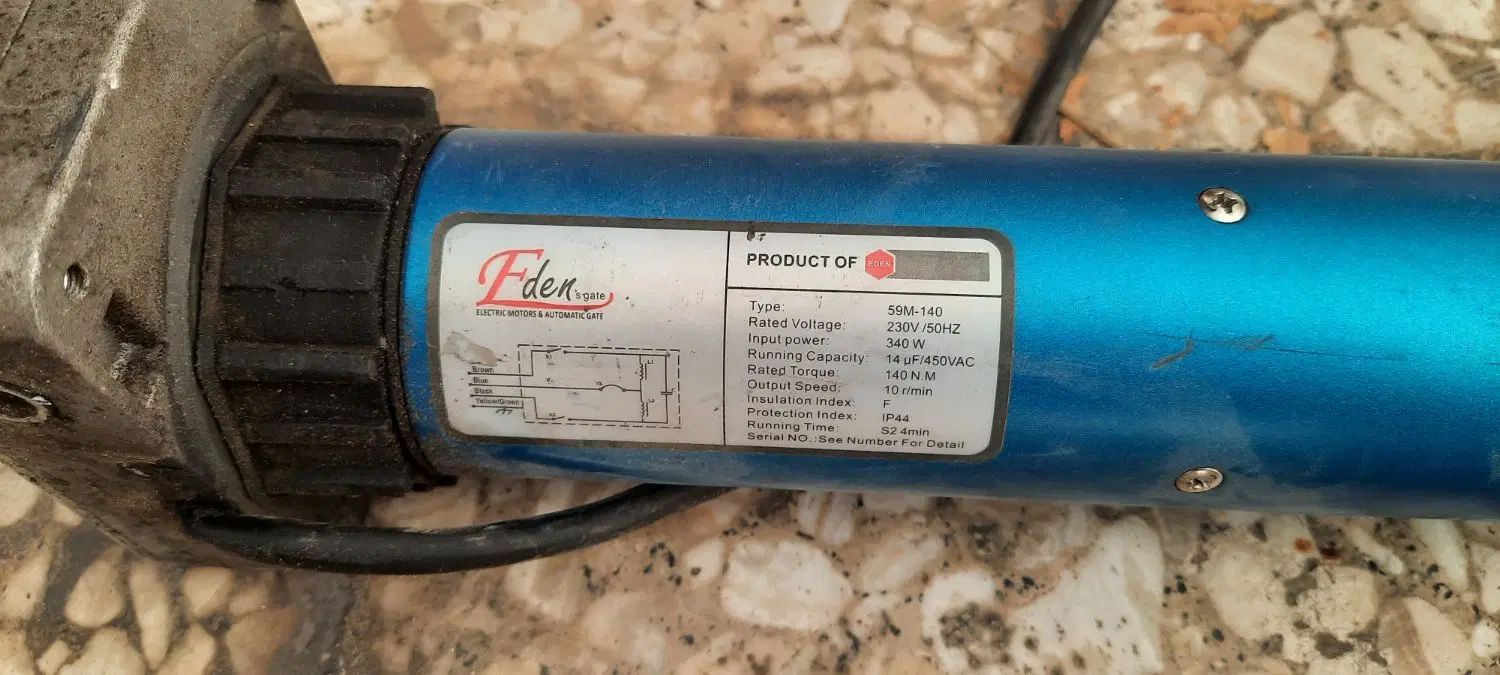 Eden's gate
ELECTRIC MOTORS & AUTOMATIC GATE
Brown
Blue
Black
Yellow/Green
PRODUCT OF EDEN
Type: 59M-140
Rated Voltage: 230V /50HZ
Input power: 340 W
Running Capacity: 14 uF/450VAC
Rated Torque: 140 N.M
Output Speed: 10 r/min
Insulation Index: F
Protection Index: IP44
Running Time: S2 4min
Serial NO.:See Number For Detail